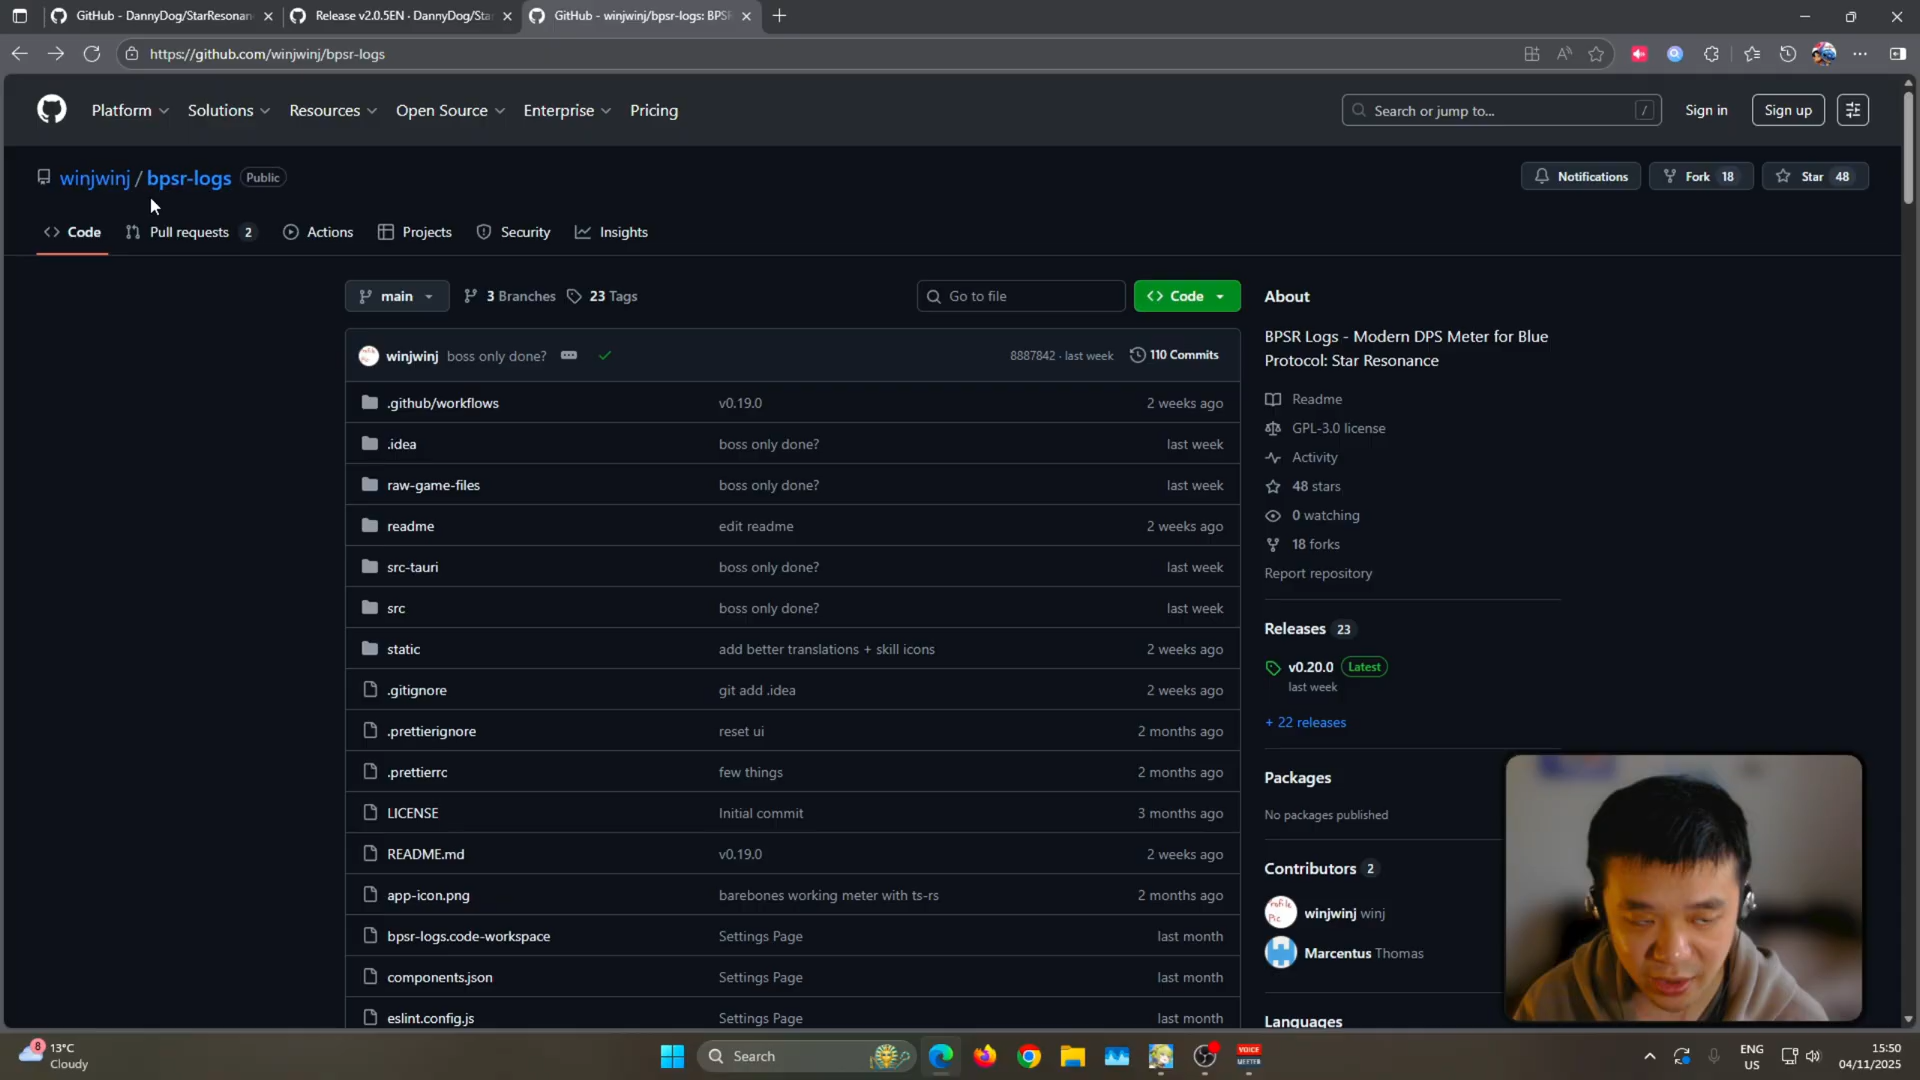 GitHub - DannyDog/StarResonan
Release v2.0.5EN · DannyDog/Sta
GitHub - winjwinj/bpsr-logs: BPSR
https://github.com/winjwinj/bpsr-logs
Platform
Solutions
Resources
Open Source
Enterprise
Pricing
Search or jump to...
/
Sign in
Sign up
winjwinj / bpsr-logs
Public
Notifications
Fork 18
Star 48
Code
Pull requests 2
Actions
Projects
Security
Insights
main
3 Branches
23 Tags
Go to file
Code
winjwinj boss only done?
8887842 · last week
110 Commits
.github/workflows v0.19.0 2 weeks ago
.idea boss only done? last week
raw-game-files boss only done? last week
readme edit readme 2 weeks ago
src-tauri boss only done? last week
src boss only done? last week
static add better translations + skill icons 2 weeks ago
.gitignore git add .idea 2 weeks ago
.prettierignore reset ui 2 months ago
.prettierrc few things 2 months ago
LICENSE Initial commit 3 months ago
README.md v0.19.0 2 weeks ago
app-icon.png barebones working meter with ts-rs 2 months ago
bpsr-logs.code-workspace Settings Page last month
components.json Settings Page last month
eslint.config.js Settings Page last month
About
BPSR Logs - Modern DPS Meter for Blue
Protocol: Star Resonance
Readme
GPL-3.0 license
Activity
48 stars
0 watching
18 forks
Report repository
Releases 23
v0.20.0 Latest
last week
+ 22 releases
Packages
No packages published
Contributors 2
winjwinj winj
Marcentus Thomas
Languages
8
13°C
Cloudy
Search
VOICE
MEETER
ENG
US
15:50
04/11/2025